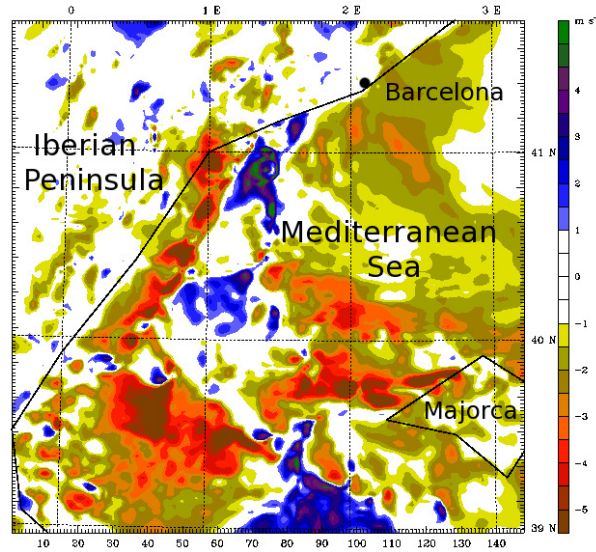 0 1 E 2 E 3 E
m s
Barcelona
Iberian
Peninsula
41 N
Mediterranean
Sea
40 N
Majorca
39 N
10 20 30 40 50 60 70 80 90 100 110 120 130 140
5
4
3
2
1
0
-1
-2
-3
-4
-5